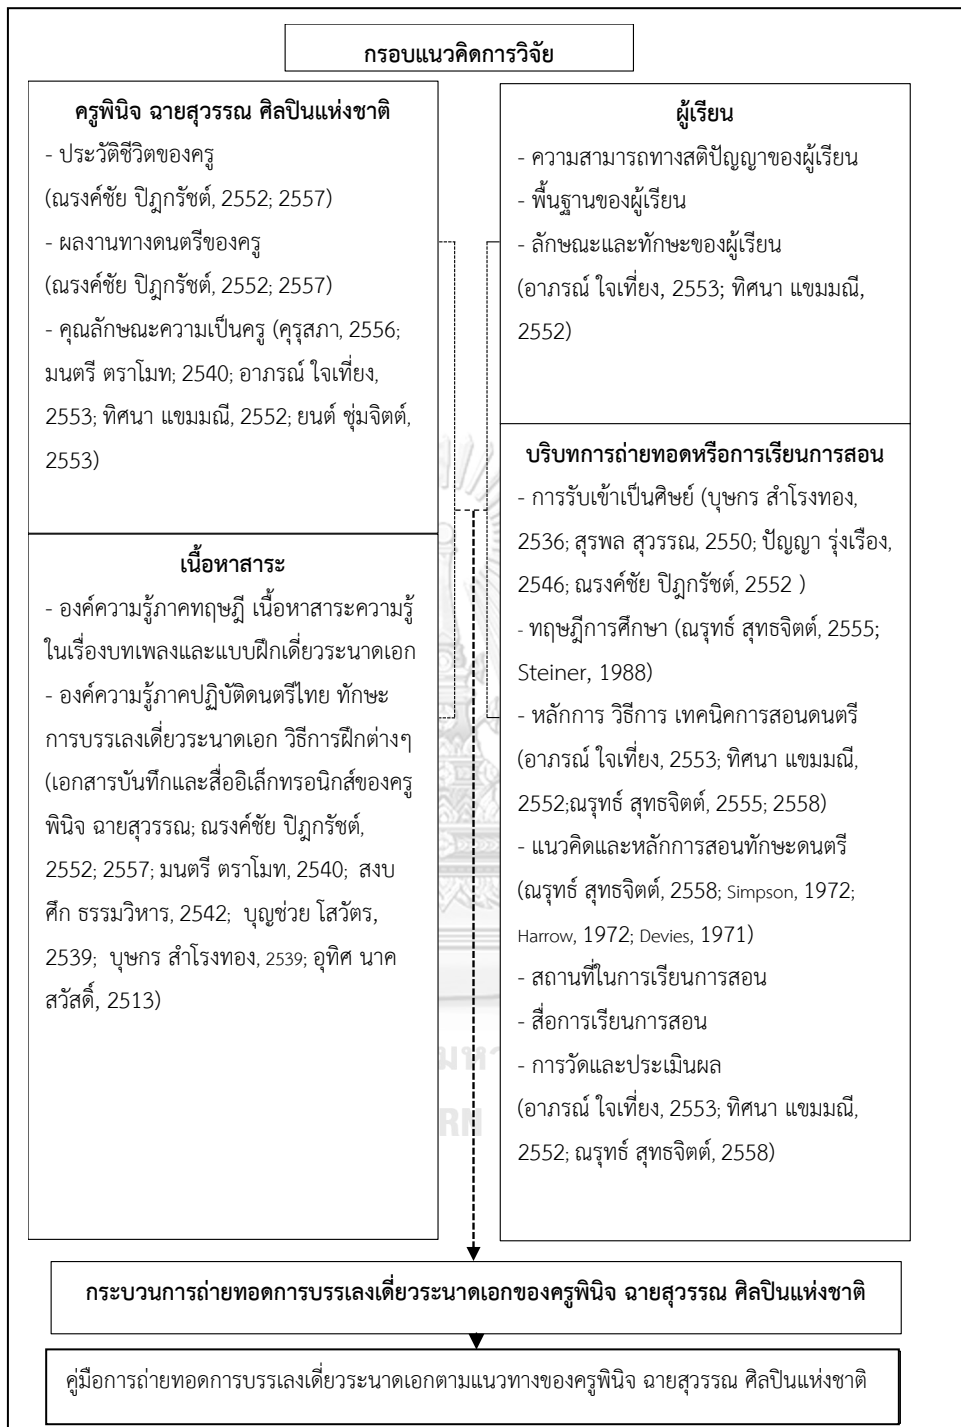 กรอบแนวคิดการวิจัย
ครูพินิจ ฉายสุวรรณ ศิลปินแห่งชาติ
- ประวัติชีวิตของครู
(ณรงค์ชัย ปิฎกรัชต์, 2552; 2557)
- ผลงานทางดนตรีของครู
(ณรงค์ชัย ปิฎกรัชต์, 2552; 2557)
- คุณลักษณะความเป็นครู (คุรุสภา, 2556;
มนตรี ตราโมท; 2540; อาภรณ์ ใจเที่ยง,
2553; ทิศนา แขมมณี, 2552; ยนต์ ชุ่มจิตต์,
2553)
เนื้อหาสาระ
- องค์ความรู้ภาคทฤษฎี เนื้อหาสาระความรู้
ในเรื่องบทเพลงและแบบฝึกเดี่ยวระนาดเอก
- องค์ความรู้ภาคปฏิบัติดนตรีไทย ทักษะ
การบรรเลงเดี่ยวระนาดเอก วิธีการฝึกต่างๆ
(เอกสารบันทึกและสื่ออิเล็กทรอนิกส์ของครู
พินิจ ฉายสุวรรณ; ณรงค์ชัย ปิฎกรัชต์,
2552; 2557; มนตรี ตราโมท, 2540; สงบ
ศึก ธรรมวิหาร, 2542; บุญช่วย โสวัตร,
2539; บุษกร สำโรงทอง, 2539; อุทิศ นาค
สวัสดิ์, 2513)
ผู้เรียน
- ความสามารถทางสติปัญญาของผู้เรียน
- พื้นฐานของผู้เรียน
- ลักษณะและทักษะของผู้เรียน
(อาภรณ์ ใจเที่ยง, 2553; ทิศนา แขมมณี,
2552)
บริบทการถ่ายทอดหรือการเรียนการสอน
- การรับเข้าเป็นศิษย์ (บุษกร สำโรงทอง,
2536; สุรพล สุวรรณ, 2550; ปัญญา รุ่งเรือง,
2546; ณรงค์ชัย ปิฎกรัชต์, 2552 )
- ทฤษฎีการศึกษา (ณรุทธ์ สุทธจิตต์, 2555;
Steiner, 1988)
- หลักการ วิธีการ เทคนิคการสอนดนตรี
(อาภรณ์ ใจเที่ยง, 2553; ทิศนา แขมมณี,
2552;ณรุทธ์ สุทธจิตต์, 2555; 2558)
- แนวคิดและหลักการสอนทักษะดนตรี
(ณรุทธ์ สุทธจิตต์, 2558; Simpson, 1972;
Harrow, 1972; Devies, 1971)
- สถานที่ในการเรียนการสอน
- สื่อการเรียนการสอน
- การวัดและประเมินผล
(อาภรณ์ ใจเที่ยง, 2553; ทิศนา แขมมณี,
2552; ณรุทธ์ สุทธจิตต์, 2558)
กระบวนการถ่ายทอดการบรรเลงเดี่ยวระนาดเอกของครูพินิจ ฉายสุวรรณ ศิลปินแห่งชาติ
คู่มือการถ่ายทอดการบรรเลงเดี่ยวระนาดเอกตามแนวทางของครูพินิจ ฉายสุวรรณ ศิลปินแห่งชาติ